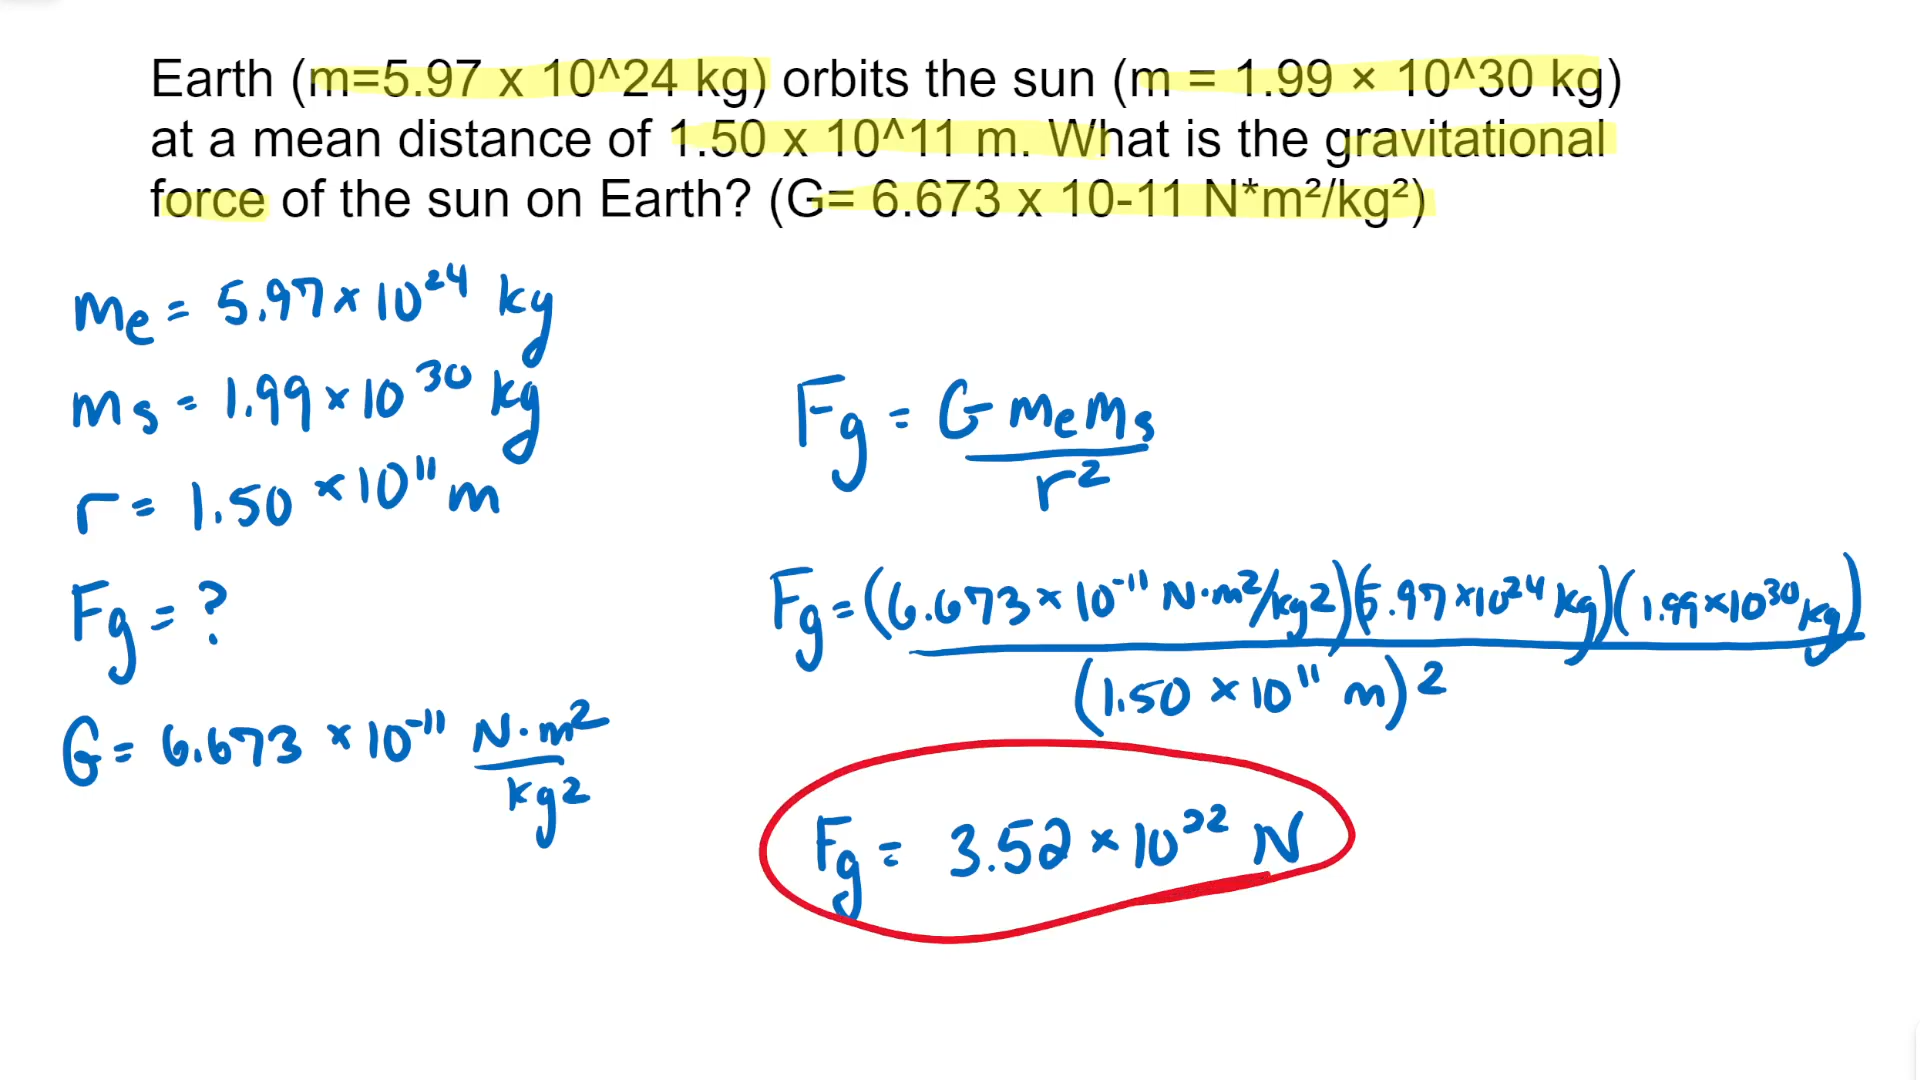 Earth (m=5.97 x 10^24 kg) orbits the sun (m = 1.99 × 10^30 kg)
at a mean distance of 1.50 x 10^11 m. What is the gravitational
force of the sun on Earth? (G= 6.673 x 10-11 N*m²/kg²)
me = 5.97 × 10²⁴ kg
ms = 1.99 × 10³⁰ kg
r = 1.50 × 10¹¹ m
Fg = ?
G = 6.673 × 10⁻¹¹ N·m²/kg²
Fg = G me ms / r²
Fg = (6.673 × 10⁻¹¹ N·m²/kg²)(5.97 × 10²⁴ kg)(1.99 × 10³⁰ kg) / (1.50 × 10¹¹ m)²
Fg = 3.52 × 10²² N